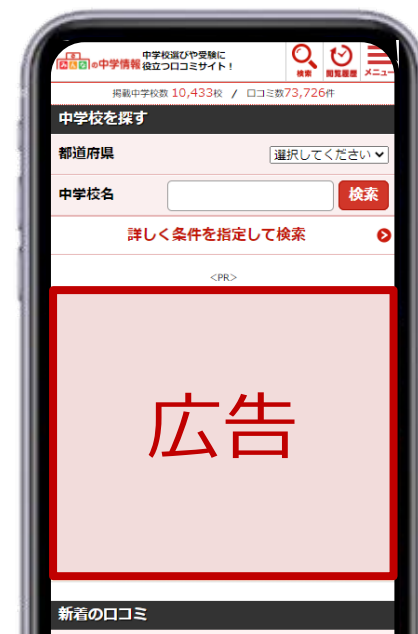 みんなの中学情報
中学校選びや受験に
役立つ口コミサイト!
検索
閲覧履歴
メニュー
掲載中学校数 10,433校 / 口コミ数73,726件
中学校を探す
都道府県
選択してください
中学校名
検索
詳しく条件を指定して検索
<PR>
広告
新着の口コミ